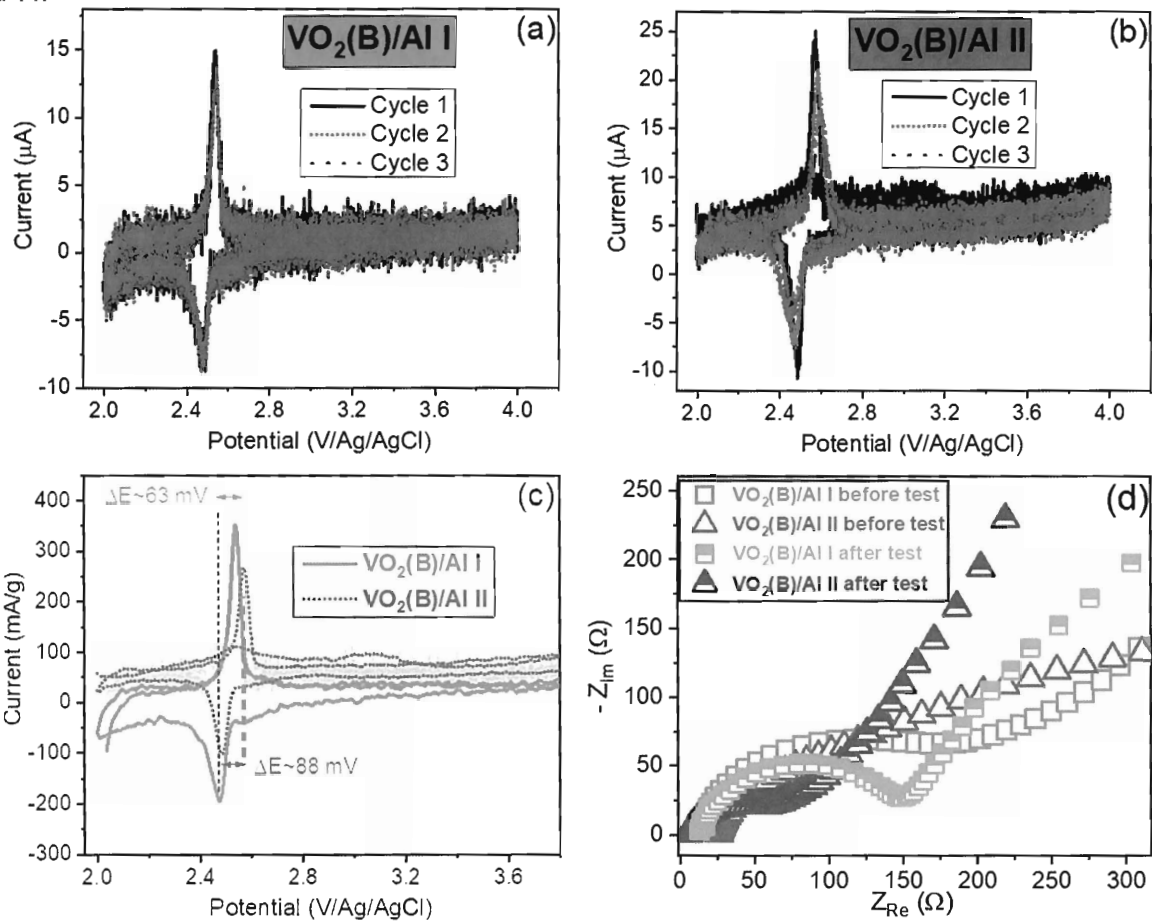 (a)
VO₂(B)/Al I
Cycle 1
Cycle 2
Cycle 3
15
10
5
0
-5
-10
Current (μA)
2.0 2.4 2.8 3.2 3.6 4.0
Potential (V/Ag/AgCl)
(b)
VO₂(B)/Al II
Cycle 1
Cycle 2
Cycle 3
25
20
15
10
5
0
-5
-10
Current (μA)
2.0 2.4 2.8 3.2 3.6 4.0
Potential (V/Ag/AgCl)
(c)
ΔE~63 mV
VO₂(B)/Al I
VO₂(B)/Al II
ΔE~88 mV
400
300
200
100
0
-100
-200
-300
Current (mA/g)
2.0 2.4 2.8 3.2 3.6
Potential (V/Ag/AgCl)
(d)
VO₂(B)/Al I before test
VO₂(B)/Al II before test
VO₂(B)/Al I after test
VO₂(B)/Al II after test
250
200
150
100
50
0
- Z_Im (Ω)
0 50 100 150 200 250 300
Z_Re (Ω)